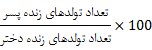 تعداد تولدهای زنده پسر
تعداد تولدهای زنده دختر
×100